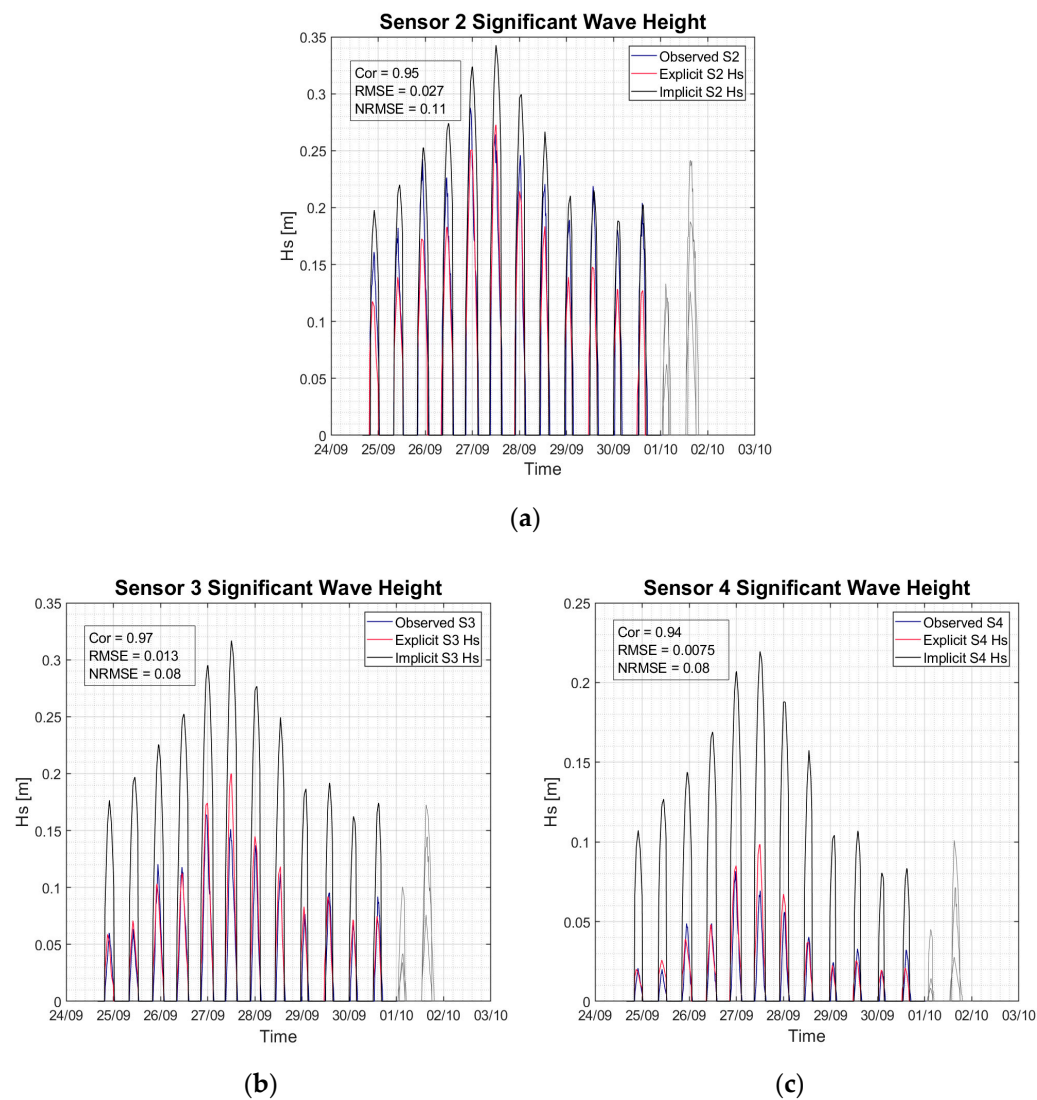 Sensor 2 Significant Wave Height
0.35
0.3
0.25
0.2
0.15
0.1
0.05
0
Hs [m]
Cor = 0.95
RMSE = 0.027
NRMSE = 0.11
Observed S2
Explicit S2 Hs
Implicit S2 Hs
24/09 25/09 26/09 27/09 28/09 29/09 30/09 01/10 02/10 03/10
Time
(a)
Sensor 3 Significant Wave Height
0.35
0.3
0.25
0.2
0.15
0.1
0.05
0
Hs [m]
Cor = 0.97
RMSE = 0.013
NRMSE = 0.08
Observed S3
Explicit S3 Hs
Implicit S3 Hs
24/09 25/09 26/09 27/09 28/09 29/09 30/09 01/10 02/10 03/10
Time
(b)
Sensor 4 Significant Wave Height
0.25
0.2
0.15
0.1
0.05
0
Hs [m]
Cor = 0.94
RMSE = 0.0075
NRMSE = 0.08
Observed S4
Explicit S4 Hs
Implicit S4 Hs
24/09 25/09 26/09 27/09 28/09 29/09 30/09 01/10 02/10 03/10
Time
(c)